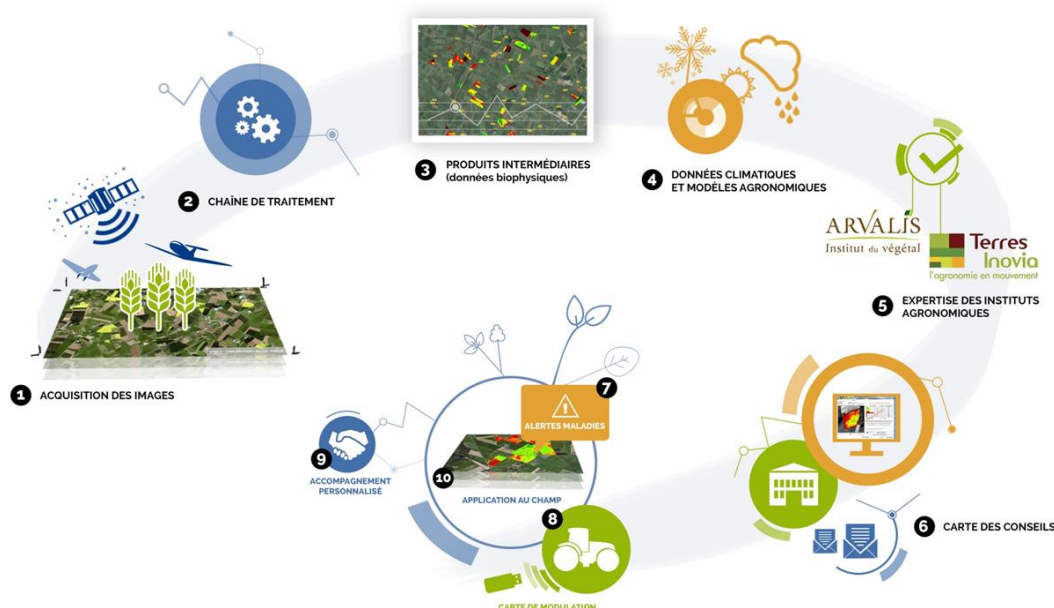 1 ACQUISITION DES IMAGES
2 CHAÎNE DE TRAITEMENT
3 PRODUITS INTERMÉDIAIRES
(données biophysiques)
4 DONNÉES CLIMATIQUES
ET MODÈLES AGRONOMIQUES
ARVALIS
Institut du végétal
Terres
Inovia
l'agronomie en mouvement
5 EXPERTISE DES INSTITUTS
AGRONOMIQUES
6 CARTE DES CONSEILS
7
ALERTES MALADIES
8
CARTE DE MODULATION
9
ACCOMPAGNEMENT
PERSONNALISÉ
10
APPLICATION AU CHAMP